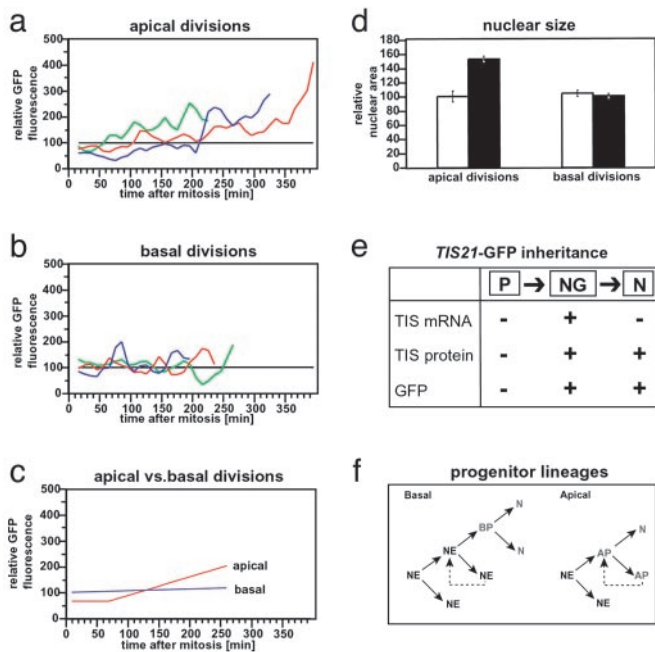 a
apical divisions
relative GFP
fluorescence
500
400
300
200
100
0
0 50 100 150 200 250 300 350
time after mitosis [min]
b
basal divisions
relative GFP
fluorescence
500
400
300
200
100
0
0 50 100 150 200 250 300 350
time after mitosis [min]
c
apical vs.basal divisions
relative GFP
fluorescence
500
400
300
200
100
0
apical
basal
0 50 100 150 200 250 300 350
time after mitosis [min]
d
nuclear size
relative
nuclear area
180
160
140
120
100
80
60
40
20
0
apical divisions basal divisions
e
TIS21-GFP inheritance
P → NG → N
TIS mRNA - + -
TIS protein - + +
GFP - + +
f
progenitor lineages
Basal
N
BP
NE N
NE NE
NE
Apical
N
AP
NE AP
NE